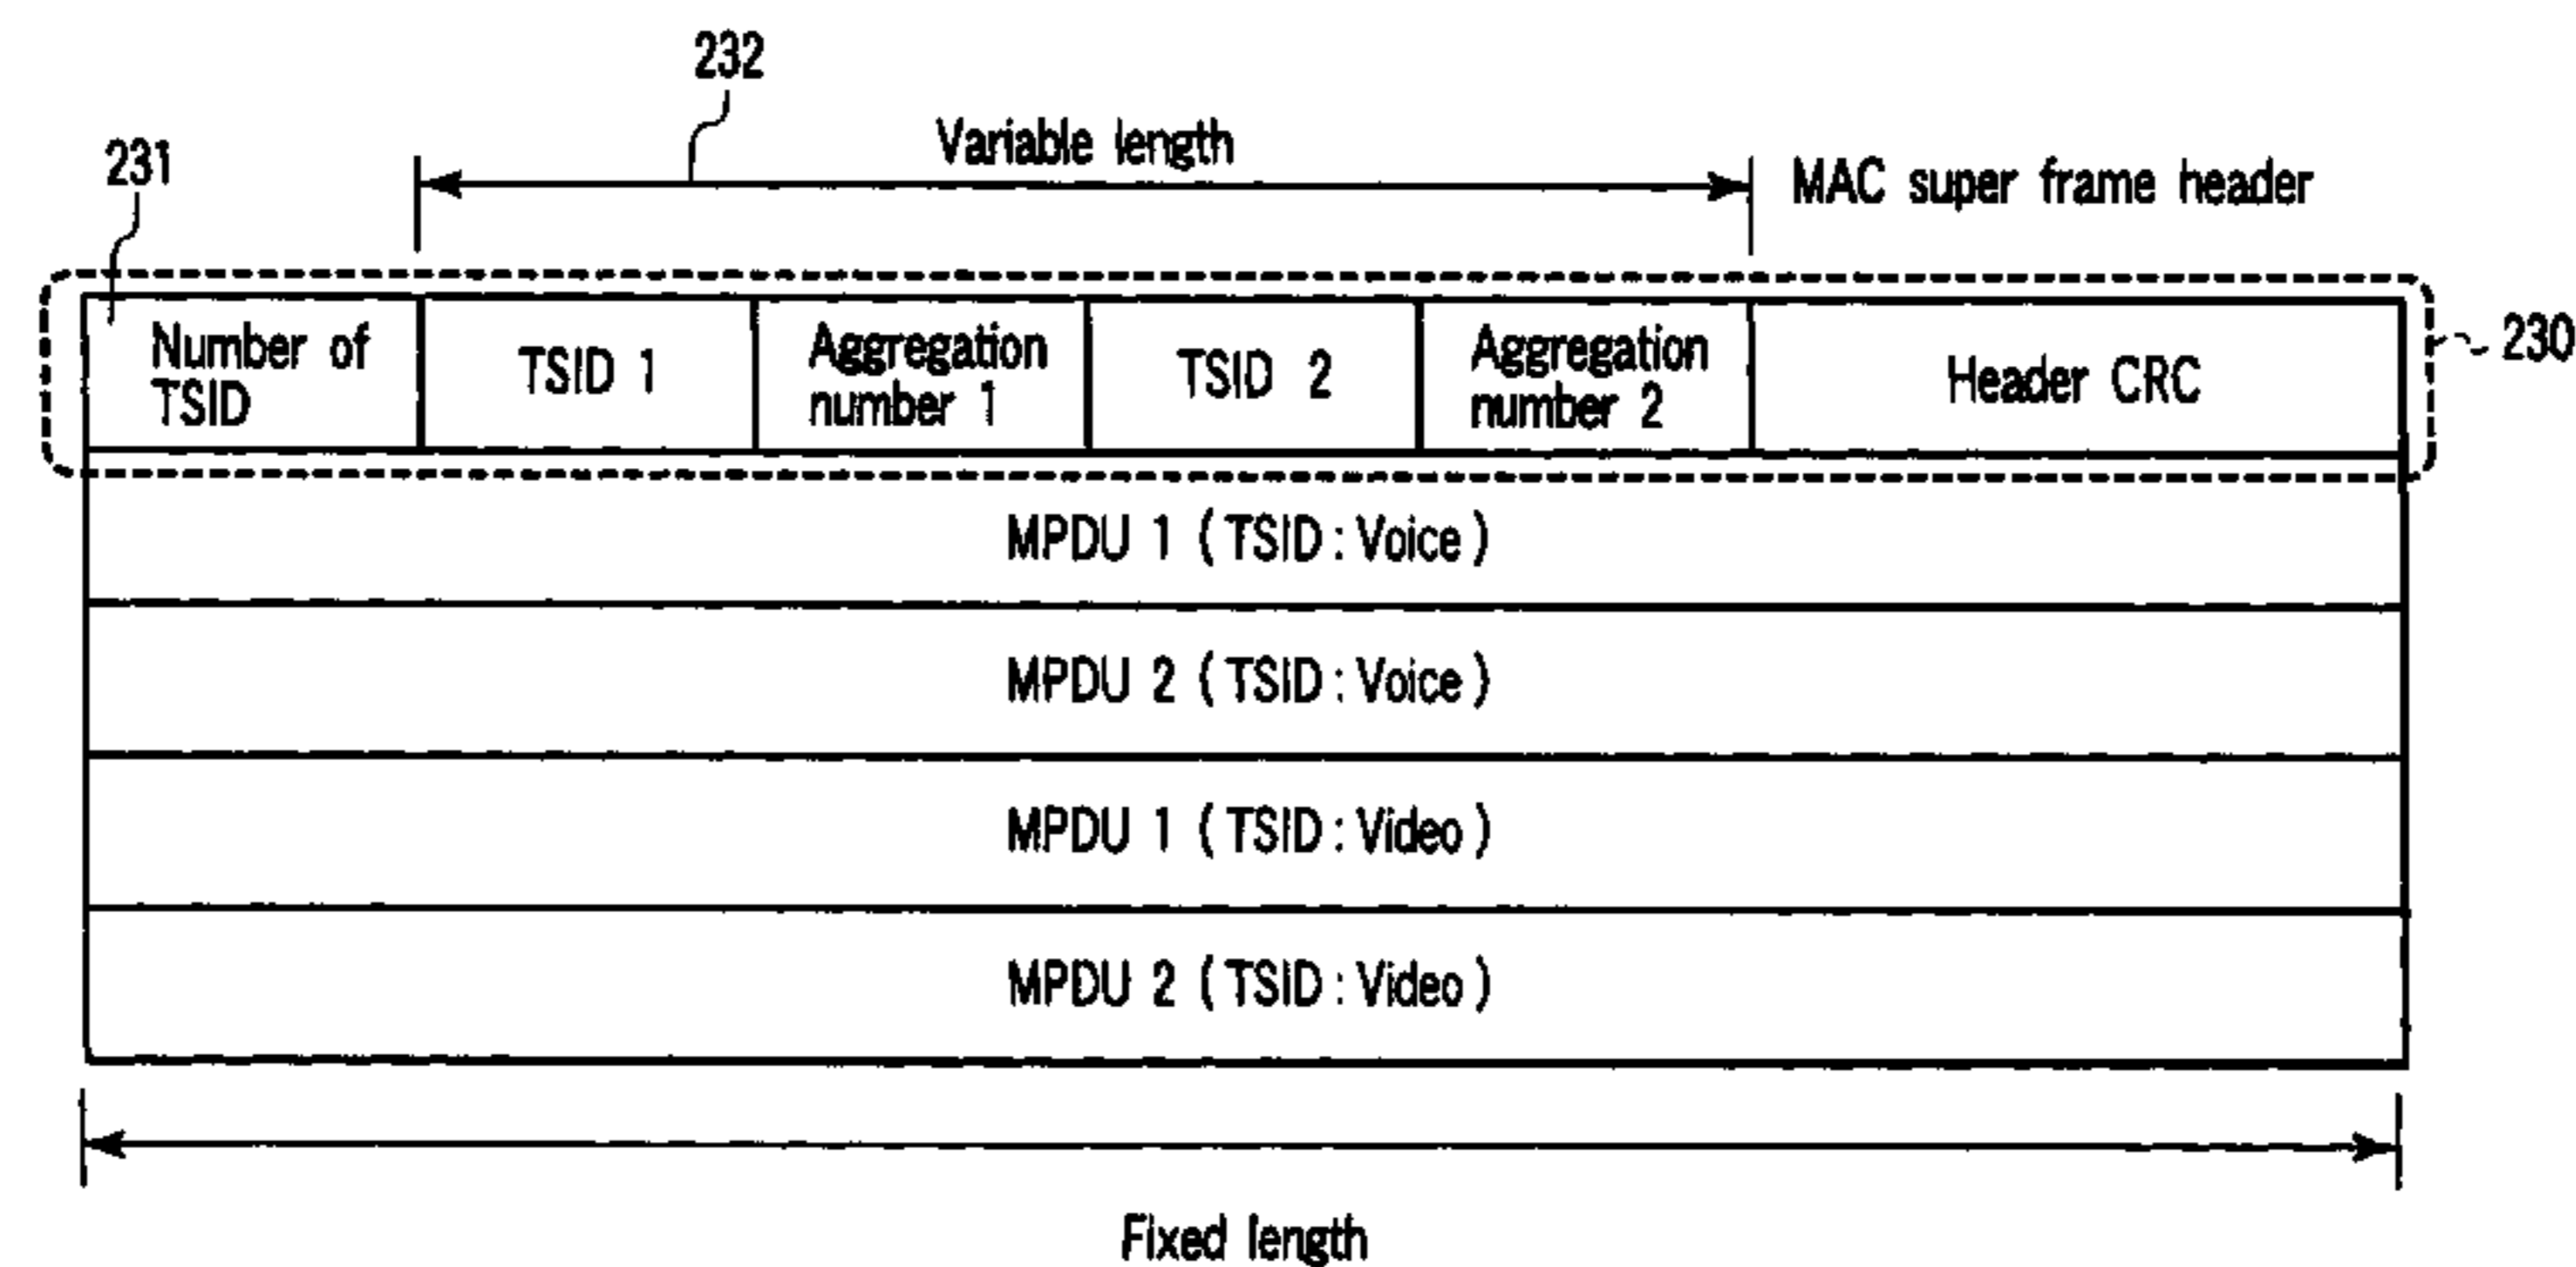 232
Variable length
231
MAC super frame header
Number of
TSID
TSID 1
Aggregation
number 1
TSID 2
Aggregation
number 2
Header CRC
230
MPDU 1 (TSID : Voice)
MPDU 2 (TSID : Voice)
MPDU 1 (TSID : Video)
MPDU 2 (TSID : Video)
Fixed length